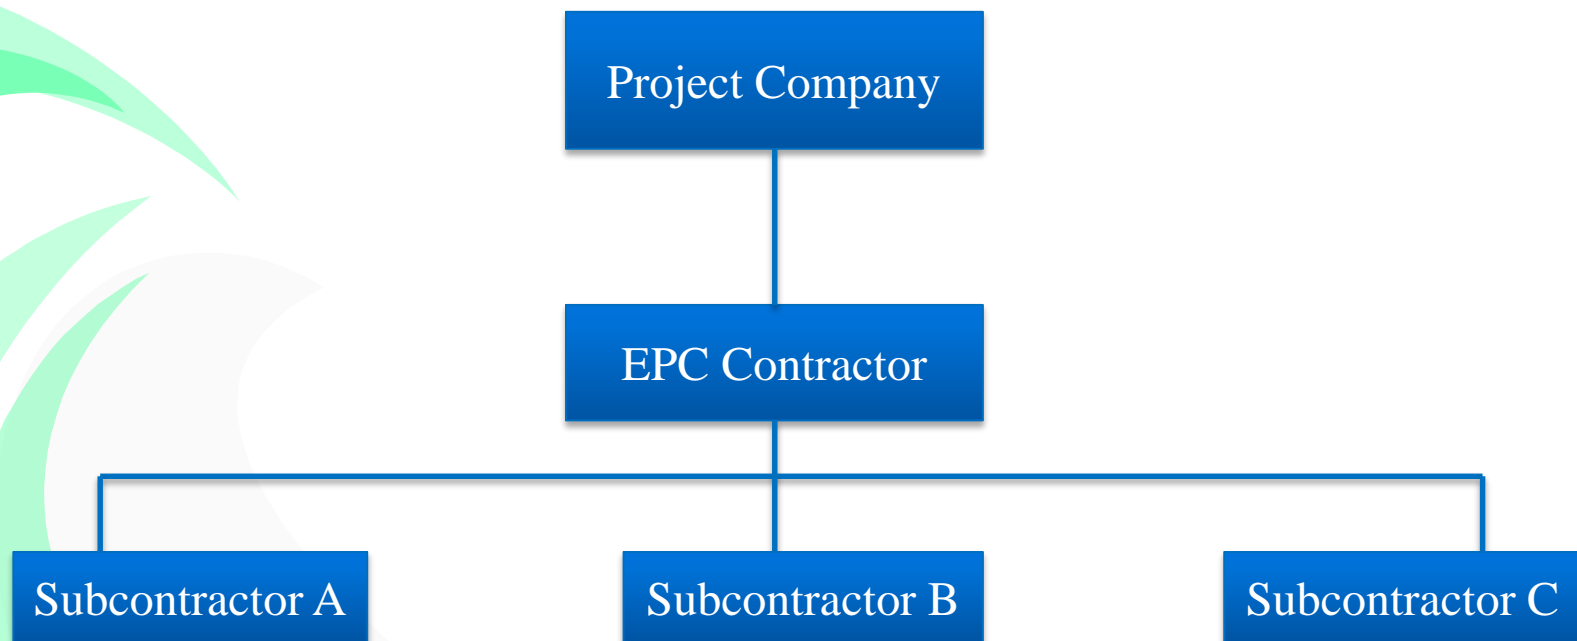 Project Company
EPC Contractor
Subcontractor A
Subcontractor B
Subcontractor C